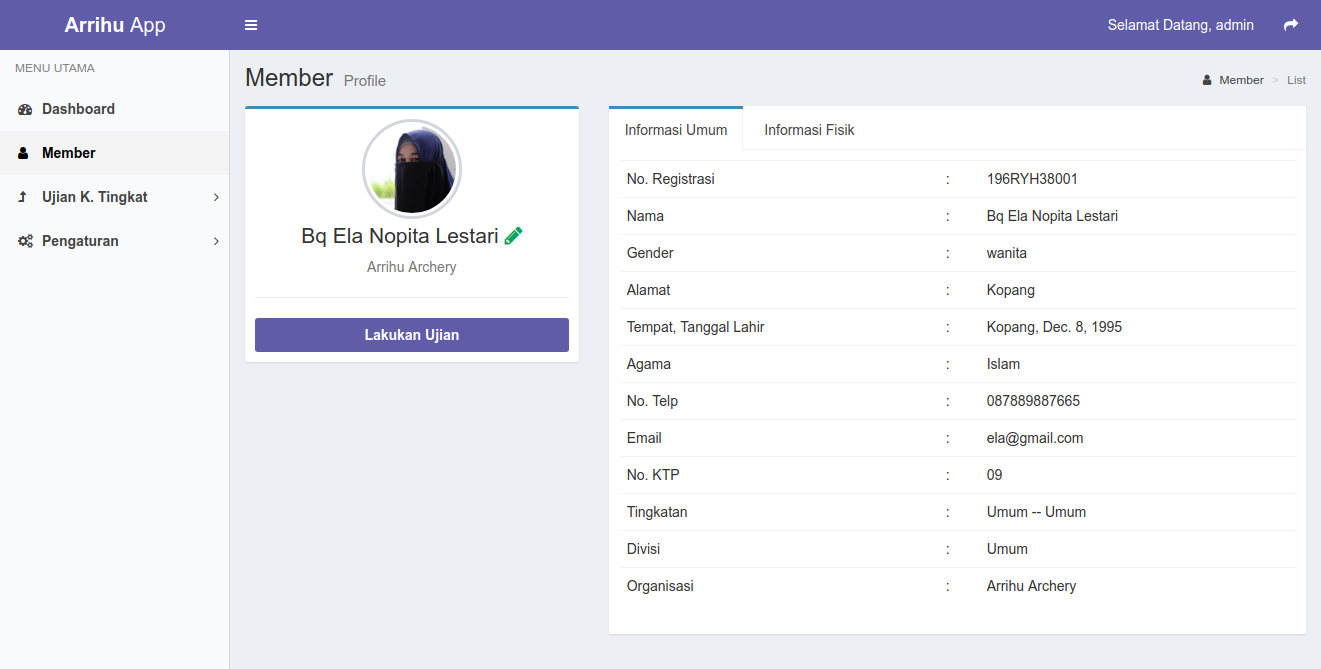 Arrihu App
Selamat Datang, admin
MENU UTAMA
Dashboard
Member
Ujian K. Tingkat
Pengaturan
Member Profile
Member > List
Bq Ela Nopita Lestari
Arrihu Archery
Lakukan Ujian
Informasi Umum Informasi Fisik
No. Registrasi : 196RYH38001
Nama : Bq Ela Nopita Lestari
Gender : wanita
Alamat : Kopang
Tempat, Tanggal Lahir : Kopang, Dec. 8, 1995
Agama : Islam
No. Telp : 087889887665
Email : ela@gmail.com
No. KTP : 09
Tingkatan : Umum -- Umum
Divisi : Umum
Organisasi : Arrihu Archery